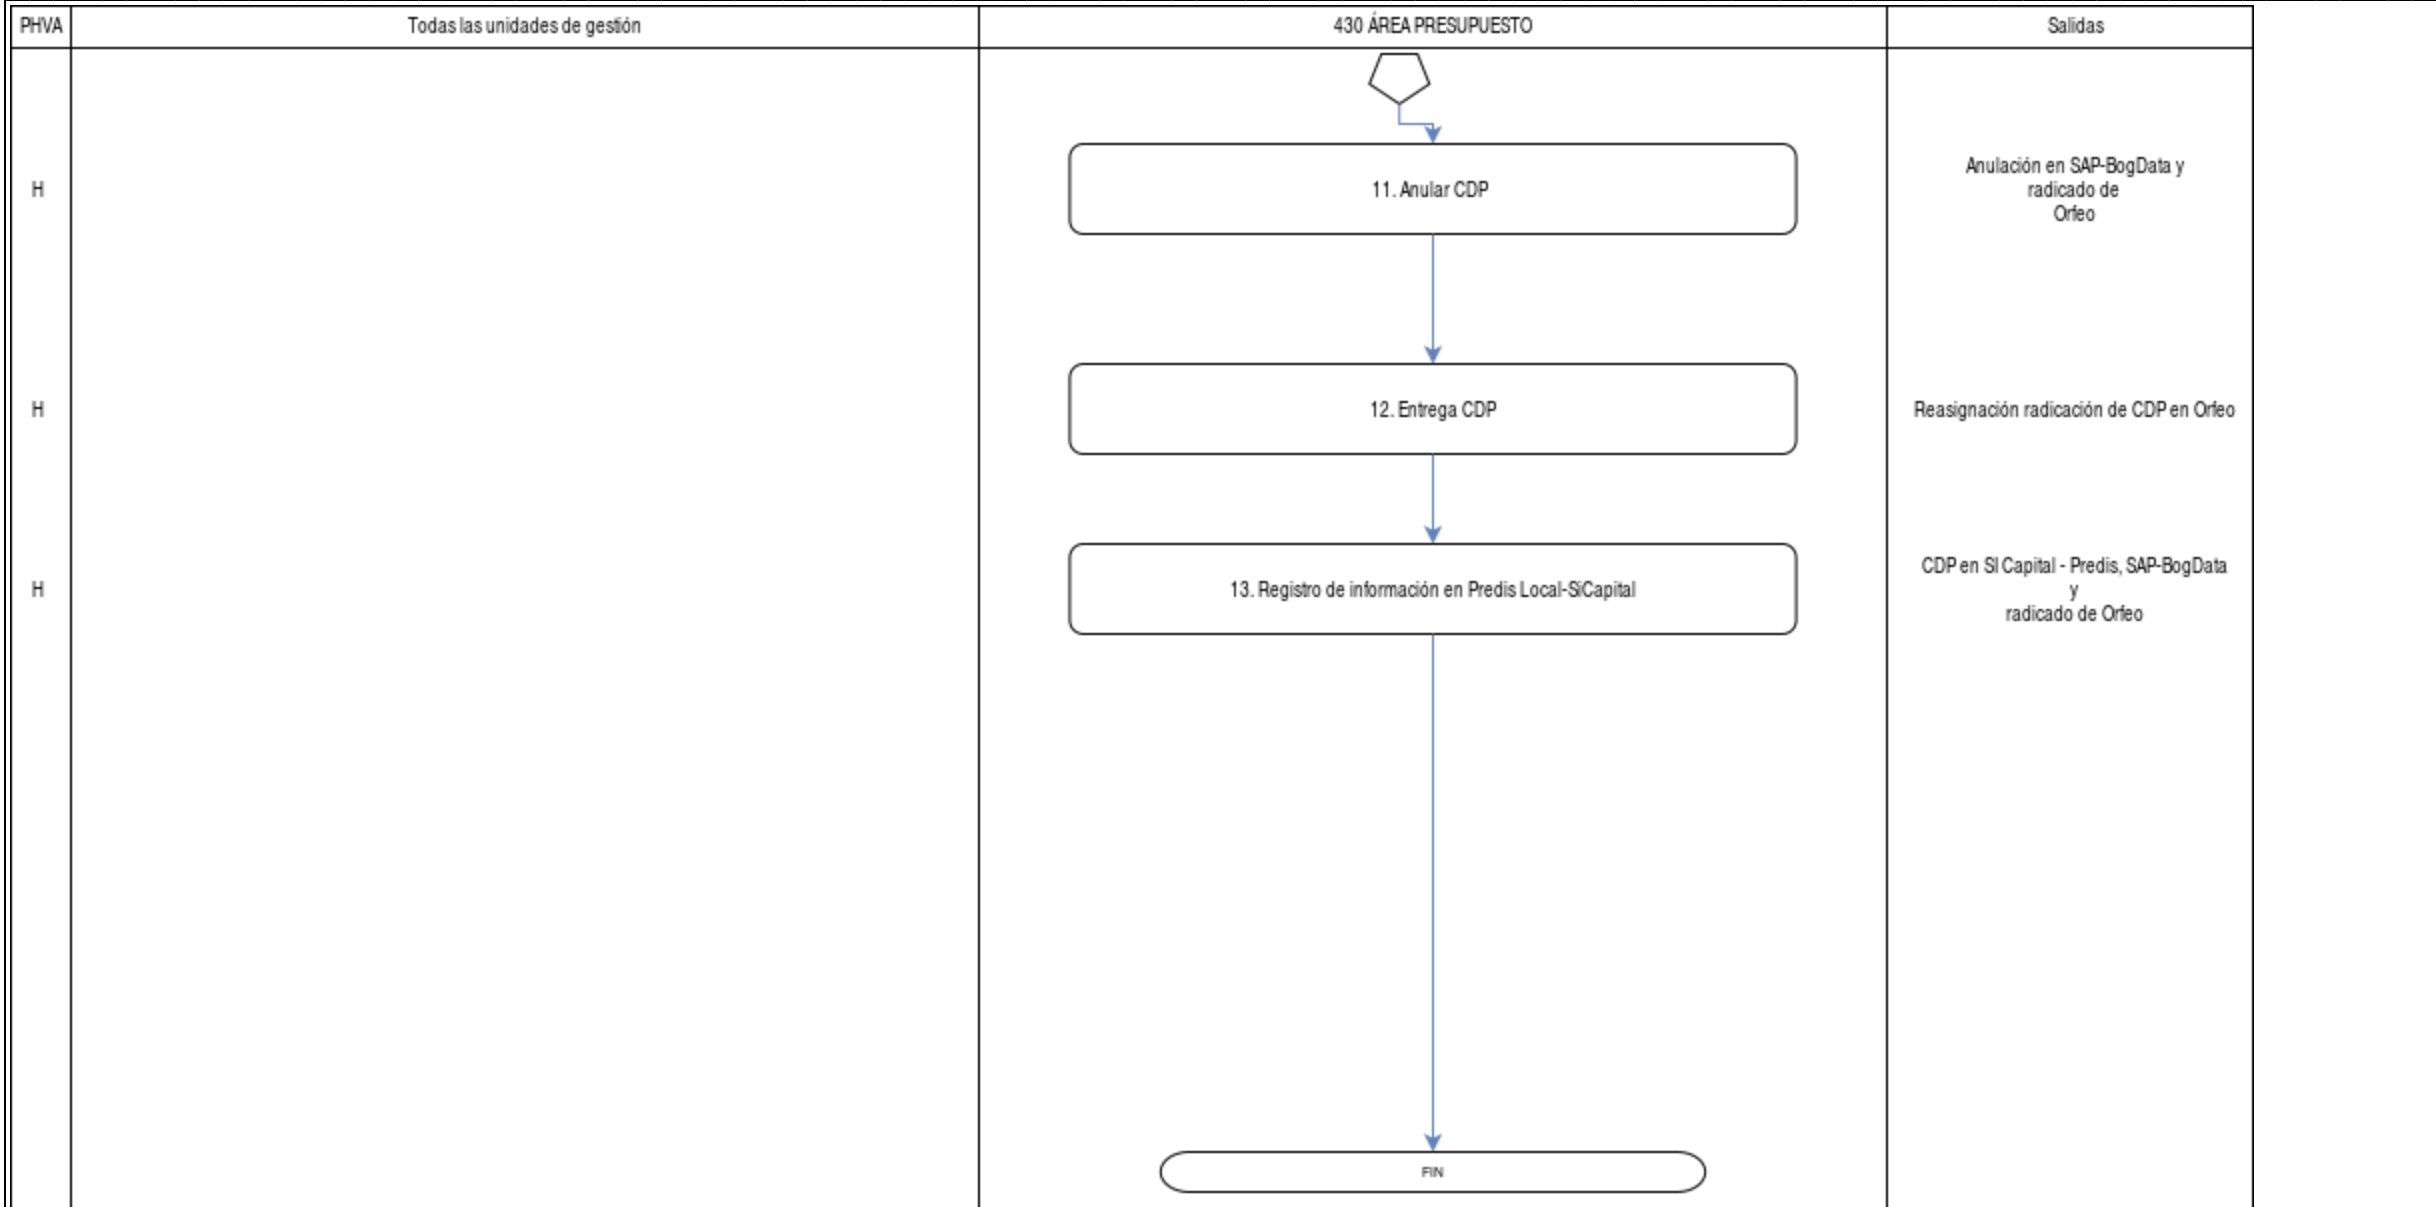 PHVA
Todas las unidades de gestión
430 ÁREA PRESUPUESTO
Salidas
H
11. Anular CDP
Anulación en SAP-BogData y
radicado de
Orfeo
H
12. Entrega CDP
Reasignación radicación de CDP en Orfeo
H
13. Registro de información en Predis Local-SiCapital
CDP en SI Capital - Predis, SAP-BogData
y
radicado de Orfeo
FIN